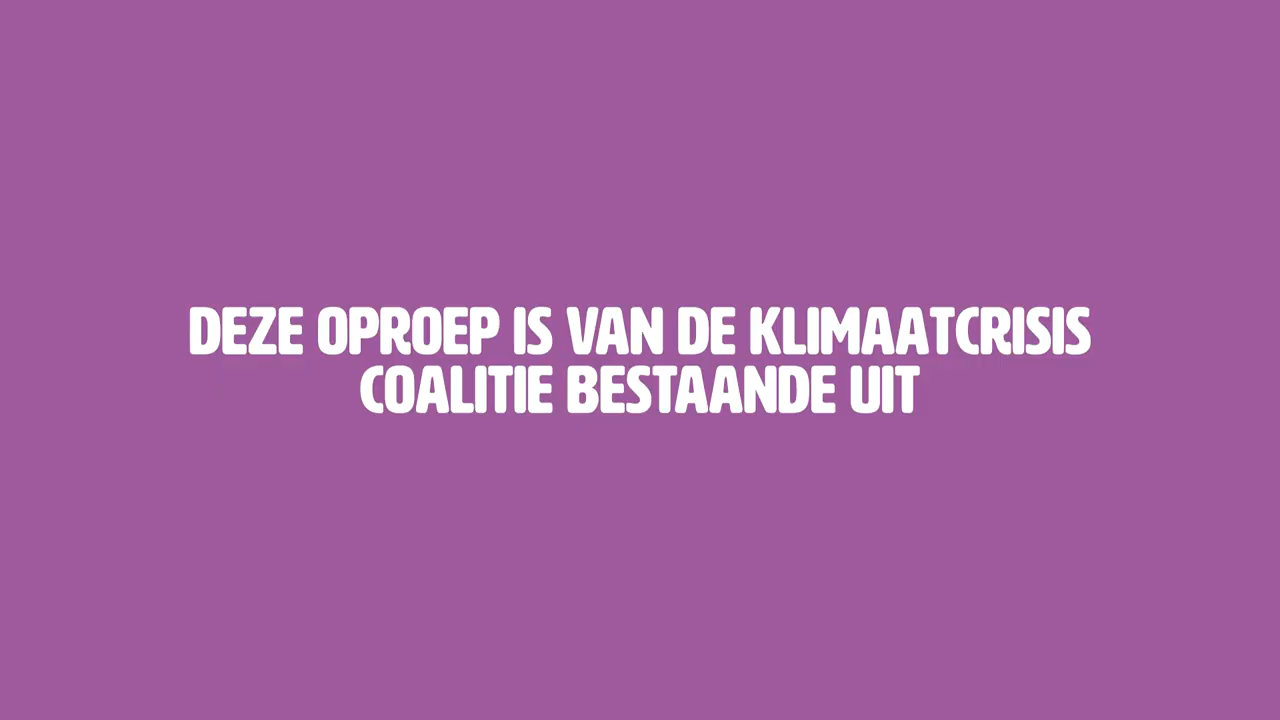 DEZE OPROEP IS VAN DE KLIMAATCRISIS
COALITIE BESTAANDE UIT